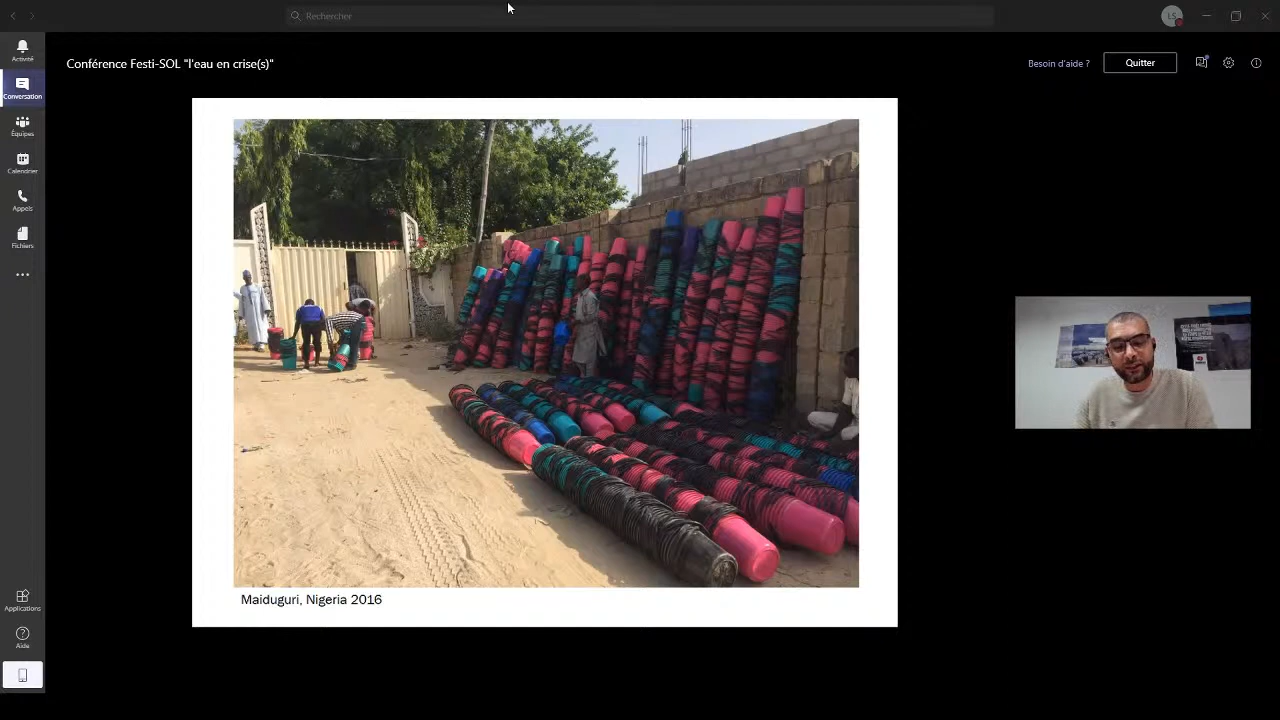 Rechercher
LS
Activité
Conférence Festi-SOL "l'eau en crise(s)"
Besoin d'aide ?
Quitter
Conversation
Équipes
Calendrier
Appels
Fichiers
Maiduguri, Nigeria 2016
Applications
Aide